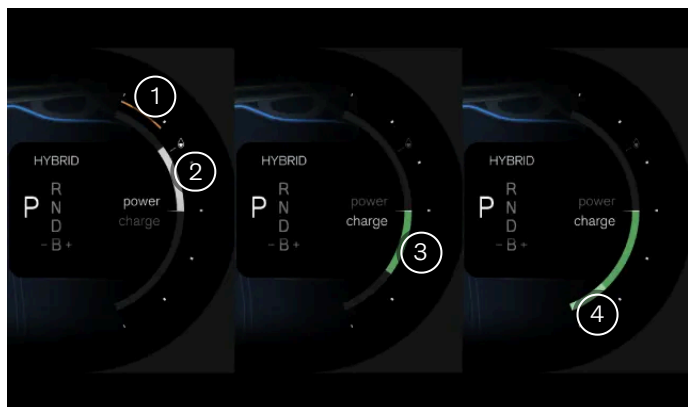 1
2
HYBRID
P
R
N
D
- B +
power
charge
HYBRID
P
R
N
D
- B +
power
charge
3
HYBRID
P
R
N
D
- B +
power
charge
4